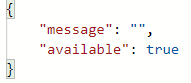 {
    "message": "",
    "available": true
}